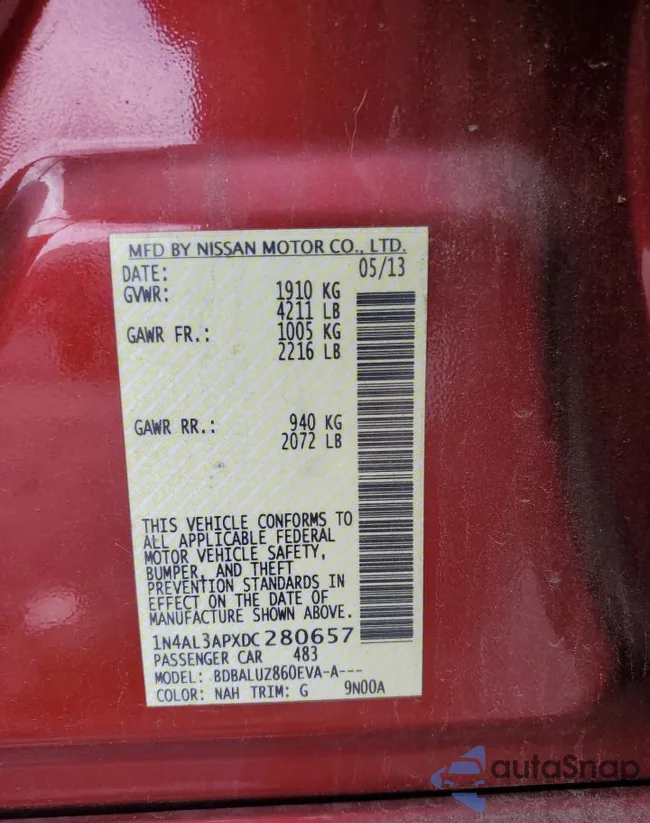 MFD BY NISSAN MOTOR CO., LTD.
DATE: 05/13
GVWR: 1910 KG
4211 LB
GAWR FR.: 1005 KG
2216 LB
GAWR RR.: 940 KG
2072 LB
THIS VEHICLE CONFORMS TO
ALL APPLICABLE FEDERAL
MOTOR VEHICLE SAFETY,
BUMPER, AND THEFT
PREVENTION STANDARDS IN
EFFECT ON THE DATE OF
MANUFACTURE SHOWN ABOVE.
1N4AL3APXDC280657
PASSENGER CAR 483
MODEL: BDBALUZ860EVA-A---
COLOR: NAH TRIM: G 9N00A
autoSnap